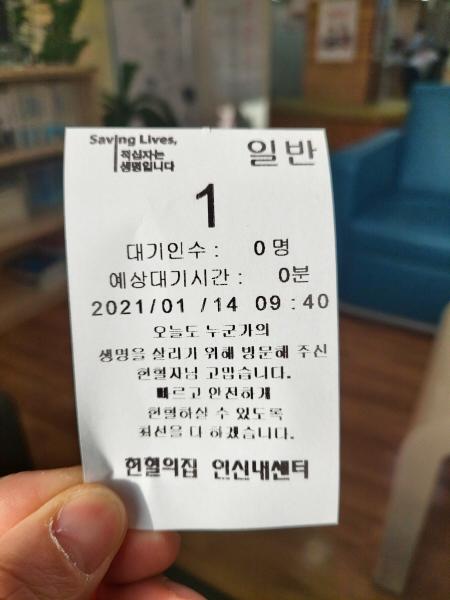 Saving Lives,
적십자는
생명입니다
일반
1
대기인수 : 0 명
예상대기시간 : 0분
2021/01 /14 09 : 40
오늘도 누군가의
생명을 살리기 위해 방문해 주신
헌혈자님 고맙습니다.
빠르고 안전하게
헌혈하실 수 있도록
최선을 다 하겠습니다.
헌혈의집 연신내센터